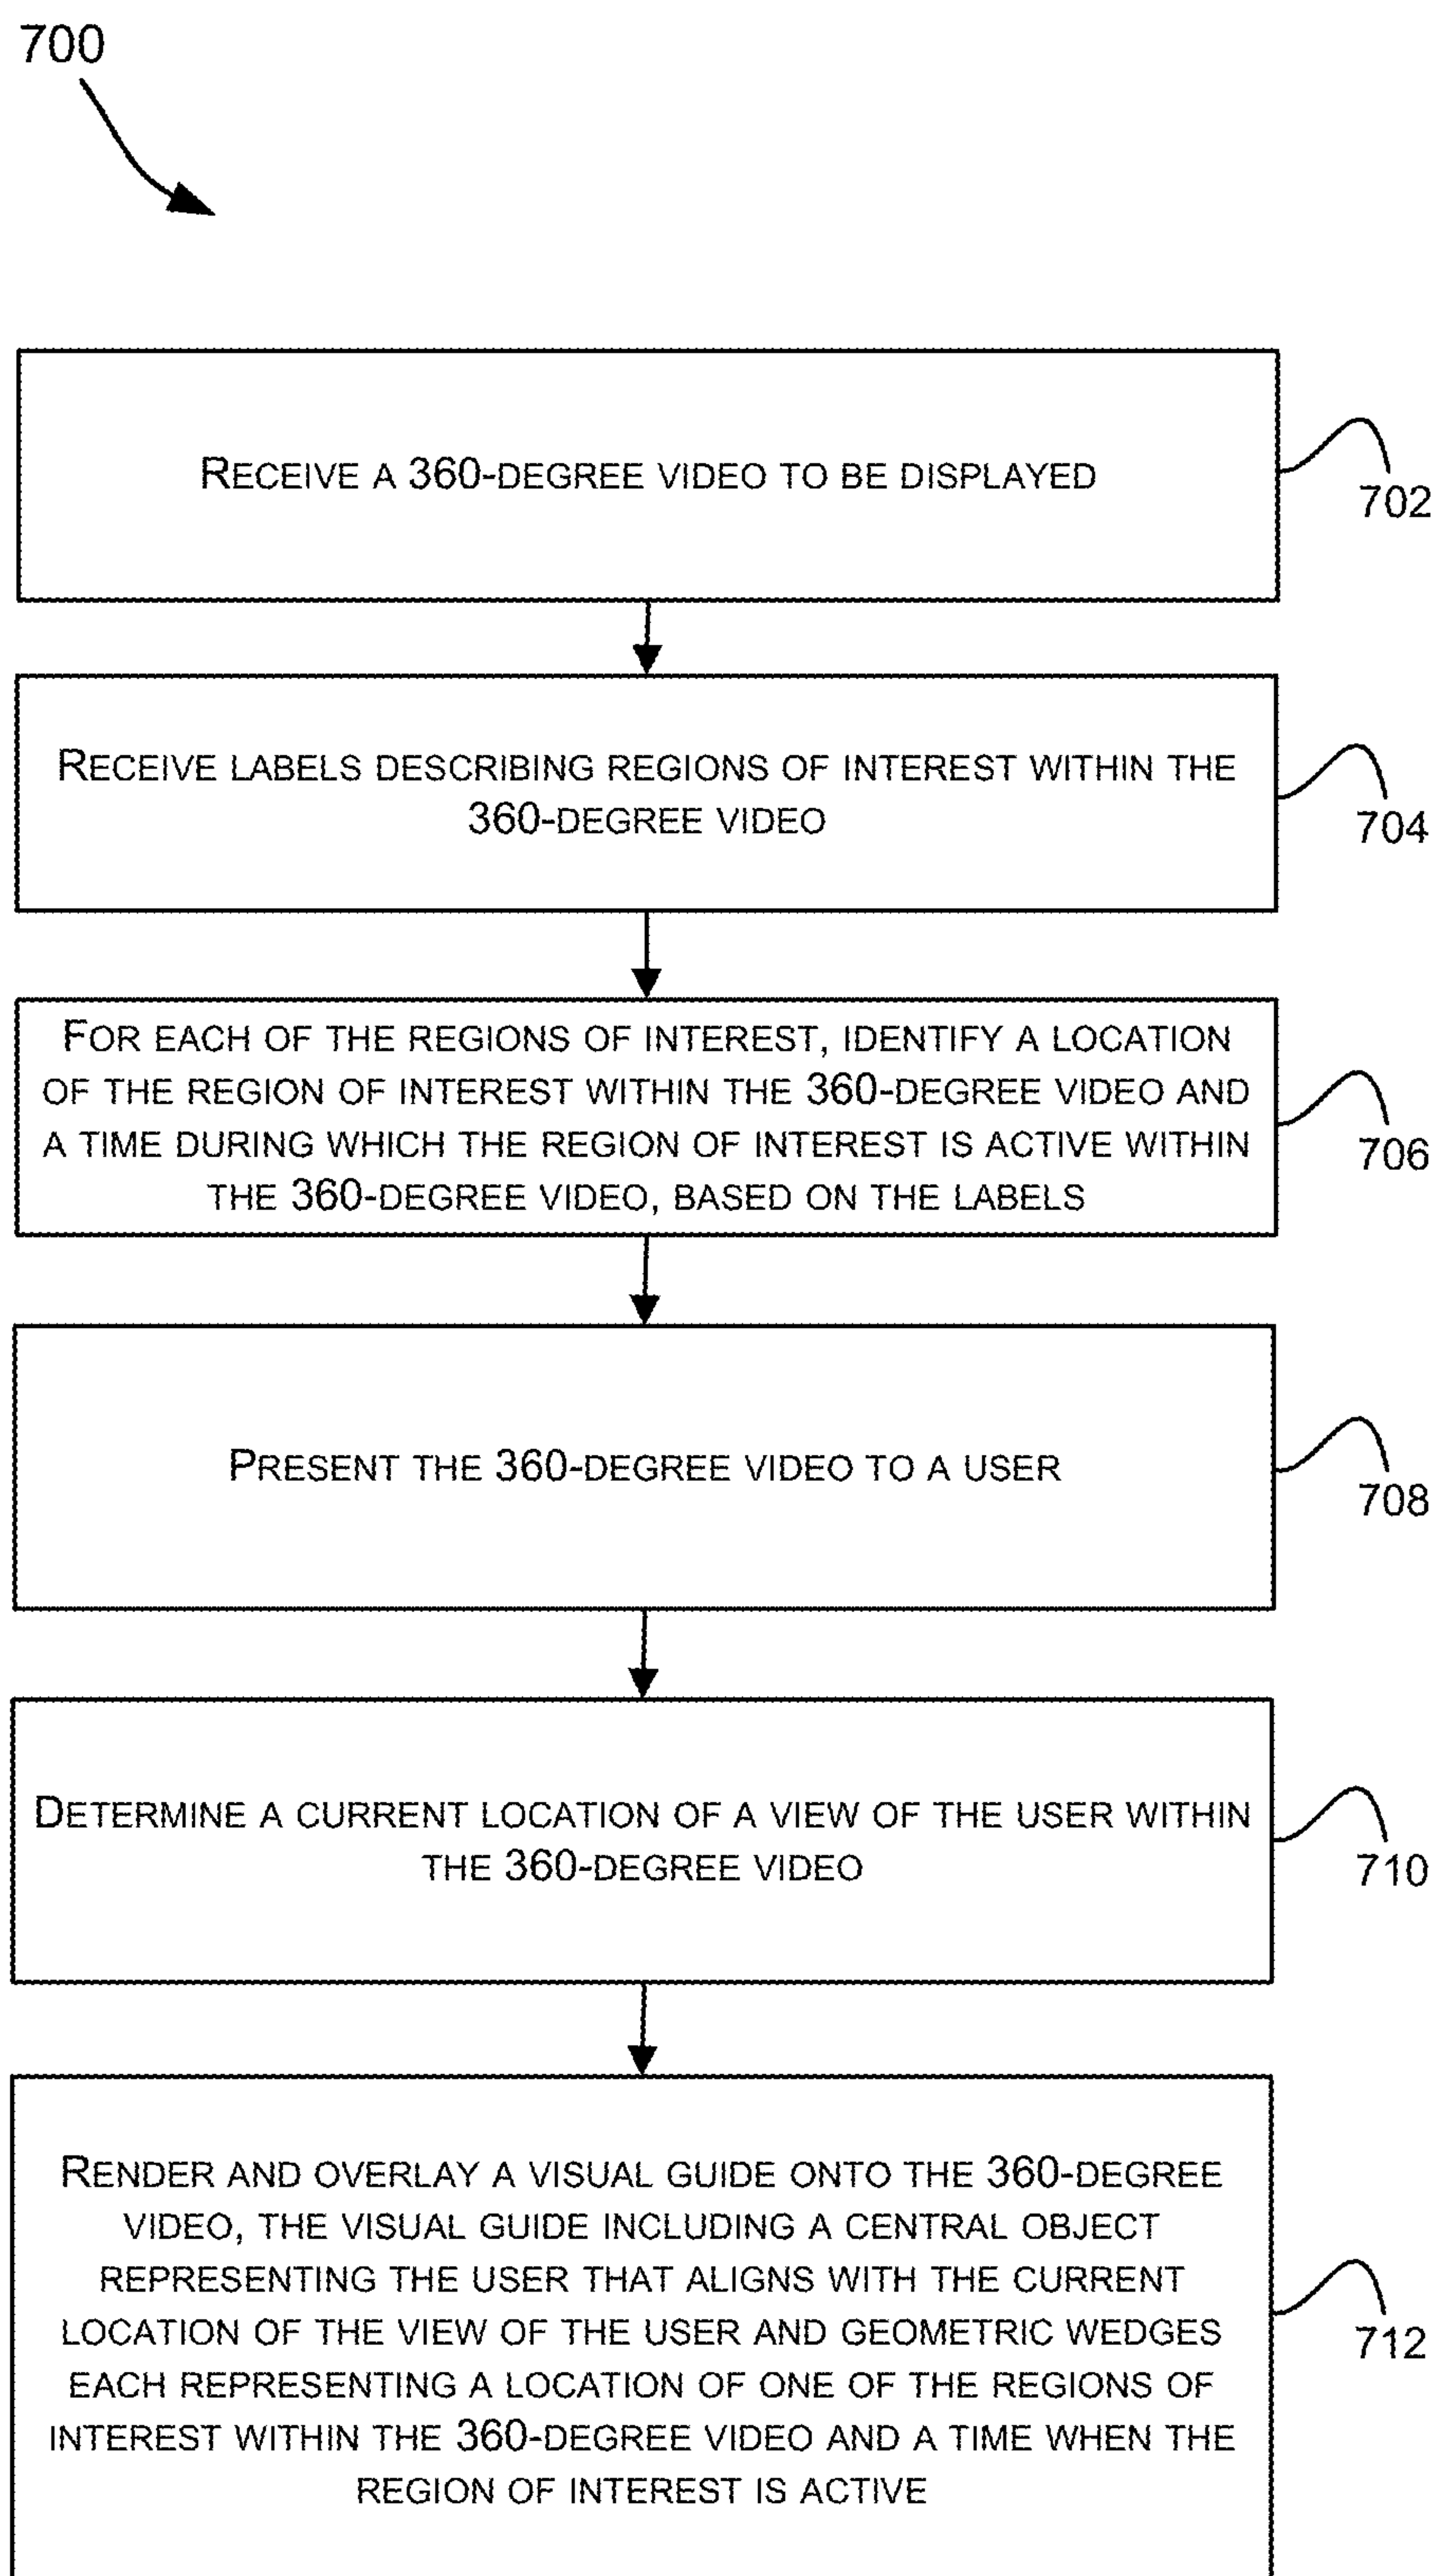 700
RECEIVE A 360-DEGREE VIDEO TO BE DISPLAYED
702
RECEIVE LABELS DESCRIBING REGIONS OF INTEREST WITHIN THE
360-DEGREE VIDEO
704
FOR EACH OF THE REGIONS OF INTEREST, IDENTIFY A LOCATION
OF THE REGION OF INTEREST WITHIN THE 360-DEGREE VIDEO AND
A TIME DURING WHICH THE REGION OF INTEREST IS ACTIVE WITHIN
THE 360-DEGREE VIDEO, BASED ON THE LABELS
706
PRESENT THE 360-DEGREE VIDEO TO A USER
708
DETERMINE A CURRENT LOCATION OF A VIEW OF THE USER WITHIN
THE 360-DEGREE VIDEO
710
RENDER AND OVERLAY A VISUAL GUIDE ONTO THE 360-DEGREE
VIDEO, THE VISUAL GUIDE INCLUDING A CENTRAL OBJECT
REPRESENTING THE USER THAT ALIGNS WITH THE CURRENT
LOCATION OF THE VIEW OF THE USER AND GEOMETRIC WEDGES
EACH REPRESENTING A LOCATION OF ONE OF THE REGIONS OF
INTEREST WITHIN THE 360-DEGREE VIDEO AND A TIME WHEN THE
REGION OF INTEREST IS ACTIVE
712